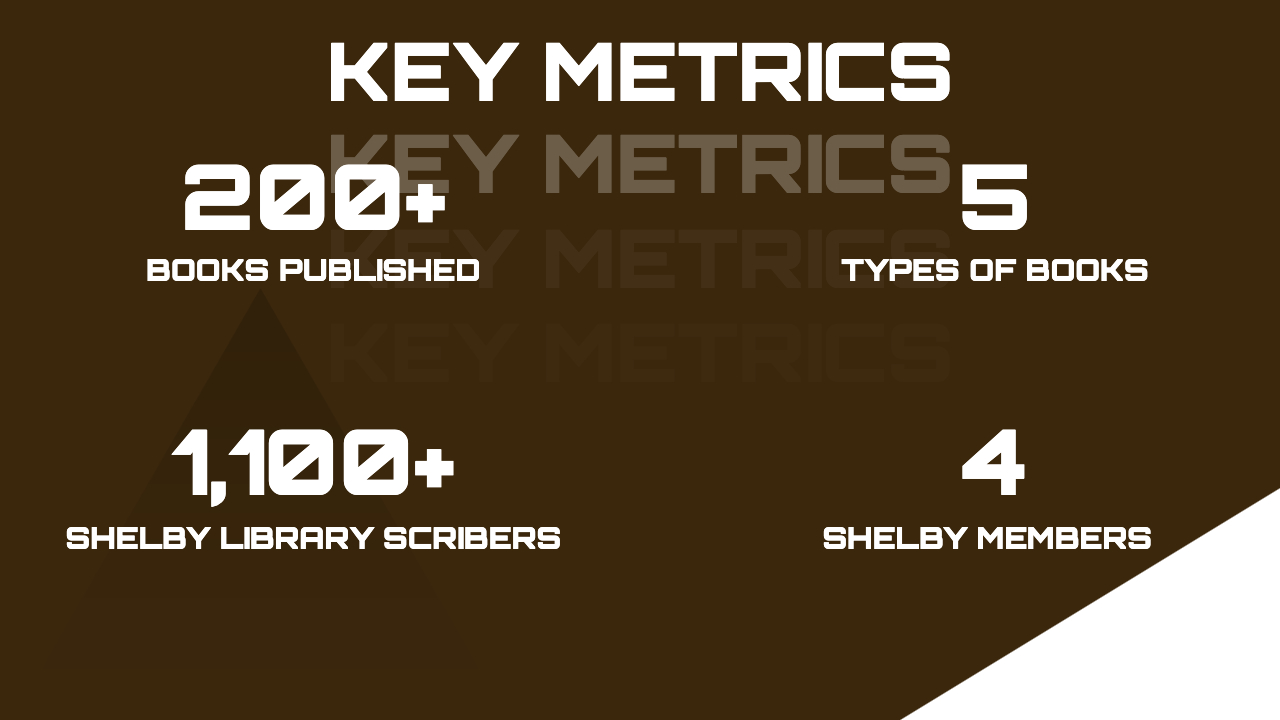 KEY METRICS
KEY METRICS
200+
5
KEY METRICS
BOOKS PUBLISHED
TYPES OF BOOKS
KEY METRICS
1,100+
4
SHELBY LIBRARY SCRIBERS
SHELBY MEMBERS